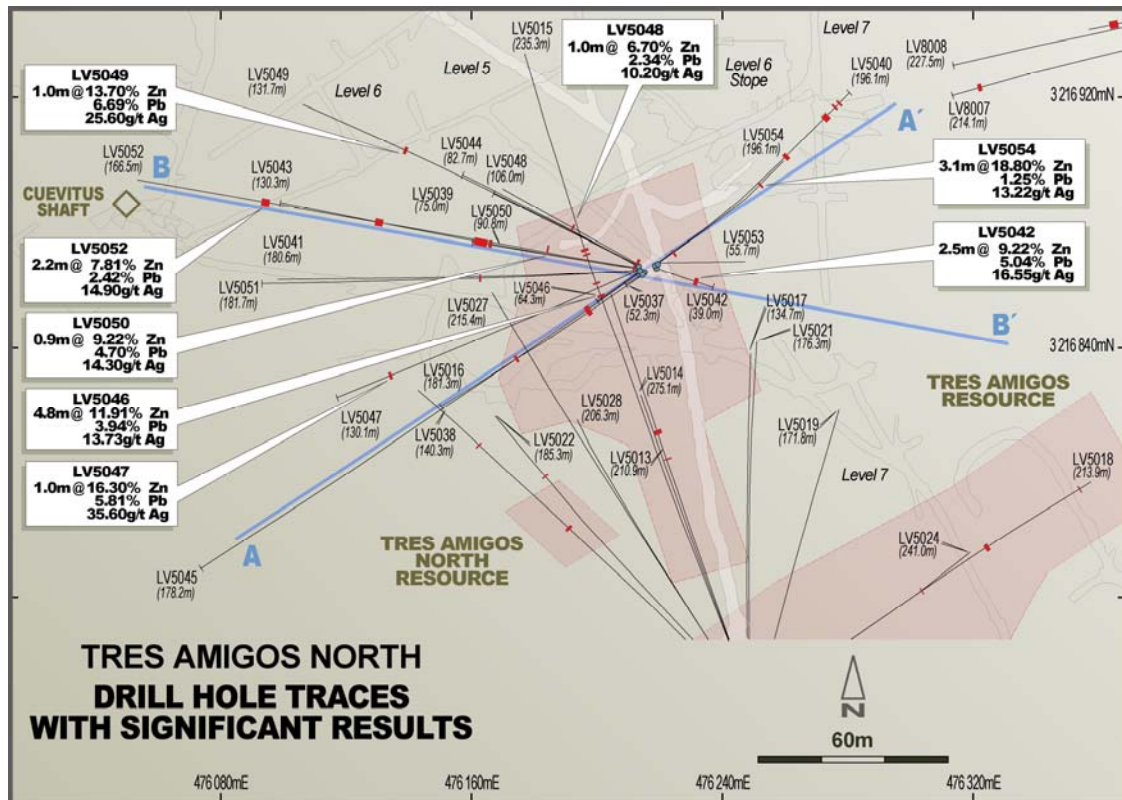 LV5048
1.0m @ 6.70% Zn
2.34% Pb
10.20g/t Ag
LV5015
(235.3m)
Level 7
LV8008
(227.5m)
LV5040
(196.1m)
Level 5
Level 6
Stope
LV5049
1.0m @ 13.70% Zn
6.69% Pb
25.60g/t Ag
LV5049
(131.7m)
Level 6
3 216 920mN
LV8007
(214.1m)
A´
LV5044
(82.7m)
LV5048
(106.0m)
LV5054
(196.1m)
LV5054
3.1m @ 18.80% Zn
1.25% Pb
13.22g/t Ag
LV5052
(166.5m)
B
LV5043
(130.3m)
LV5039
(75.0m)
LV5050
(90.8m)
CUEVITUS
SHAFT
LV5053
(55.7m)
LV5042
2.5m @ 9.22% Zn
5.04% Pb
16.55g/t Ag
LV5052
2.2m @ 7.81% Zn
2.42% Pb
14.90g/t Ag
LV5041
(180.6m)
LV5051
(181.7m)
LV5046
(64.3m)
LV5037
(52.3m)
LV5042
(39.0m)
LV5017
(134.7m)
LV5027
(215.4m)
LV5021
(176.3m)
B´
LV5050
0.9m @ 9.22% Zn
4.70% Pb
14.30g/t Ag
3 216 840mN
LV5016
(181.3m)
LV5014
(275.1m)
TRES AMIGOS
RESOURCE
LV5046
4.8m @ 11.91% Zn
3.94% Pb
13.73g/t Ag
LV5047
(130.1m)
LV5038
(140.3m)
LV5028
(206.3m)
LV5022
(185.3m)
LV5013
(210.9m)
LV5019
(171.8m)
LV5018
(213.9m)
Level 7
LV5047
1.0m @ 16.30% Zn
5.81% Pb
35.60g/t Ag
LV5024
(241.0m)
A
TRES AMIGOS
NORTH
RESOURCE
LV5045
(178.2m)
TRES AMIGOS NORTH
DRILL HOLE TRACES
WITH SIGNIFICANT RESULTS
N
60m
476 080mE
476 160mE
476 240mE
476 320mE